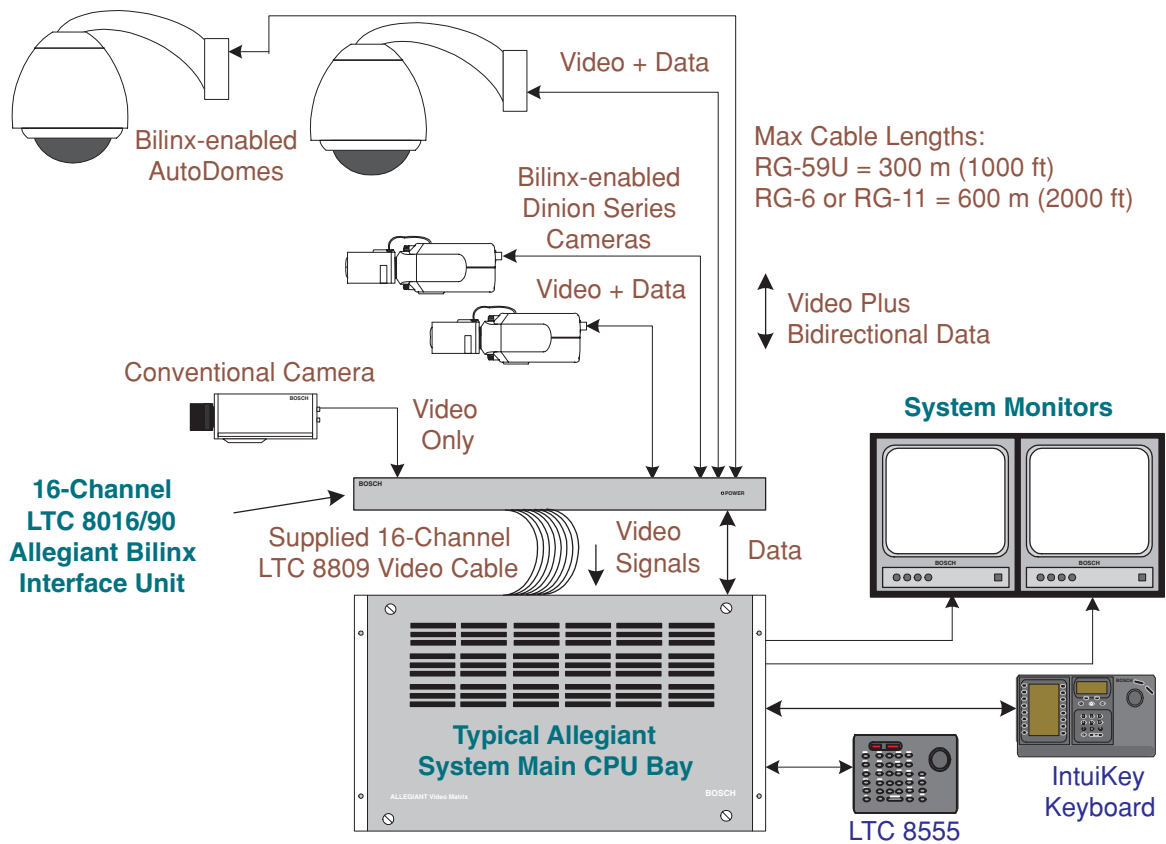 Video + Data
Bilinx-enabled
AutoDomes
Max Cable Lengths:
RG-59U = 300 m (1000 ft)
RG-6 or RG-11 = 600 m (2000 ft)
Bilinx-enabled
Dinion Series
Cameras
Video + Data
Video Plus
Bidirectional Data
Conventional Camera
BOSCH
Video
Only
System Monitors
BOSCH
BOSCH
16-Channel
LTC 8016/90
Allegiant Bilinx
Interface Unit
BOSCH
POWER
Supplied 16-Channel
LTC 8809 Video Cable
Video
Signals
Data
Typical Allegiant
System Main CPU Bay
ALLEGIANT Video Matrix
BOSCH
BOSCH
IntuiKey
Keyboard
LTC 8555